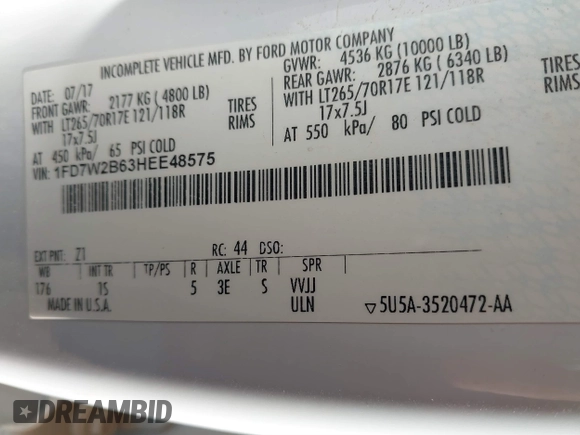 INCOMPLETE VEHICLE MFD. BY FORD MOTOR COMPANY
DATE: 07/17
GVWR: 4536 KG (10000 LB)
FRONT GAWR: 2177 KG (4800 LB)
REAR GAWR: 2876 KG (6340 LB)
WITH LT265/70R17E 121/118R TIRES
WITH LT265/70R17E 121/118R TIRES
17x7.5J RIMS
17x7.5J RIMS
AT 450 kPa/ 65 PSI COLD
AT 550 kPa/ 80 PSI COLD
VIN: 1FD7W2B63HEE48575
EXT PNT: Z1 RC: 44 DSO:
WB INT TR TP/PS R AXLE TR SPR
176 1S 5 3E S VVJJ
MADE IN U.S.A. ULN ▽5U5A-3520472-AA
DREAMBID